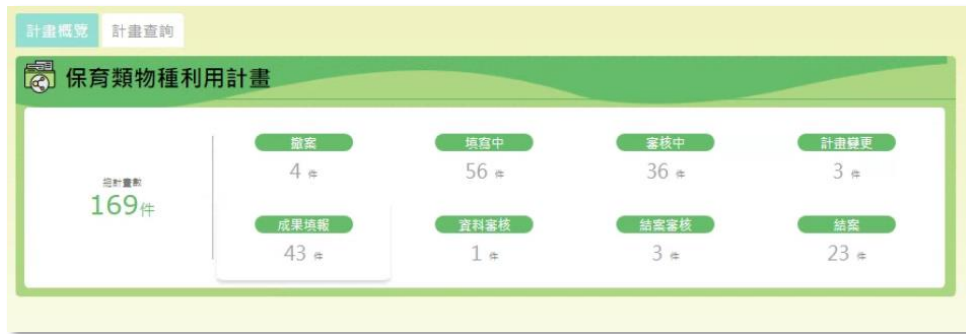 計畫概覽
計畫查詢
保育類物種利用計畫
總計畫數
169件
撤案
4 件
填寫中
56 件
審核中
36 件
計畫變更
3 件
成果填報
43 件
資料審核
1 件
結案審核
3 件
結案
23 件